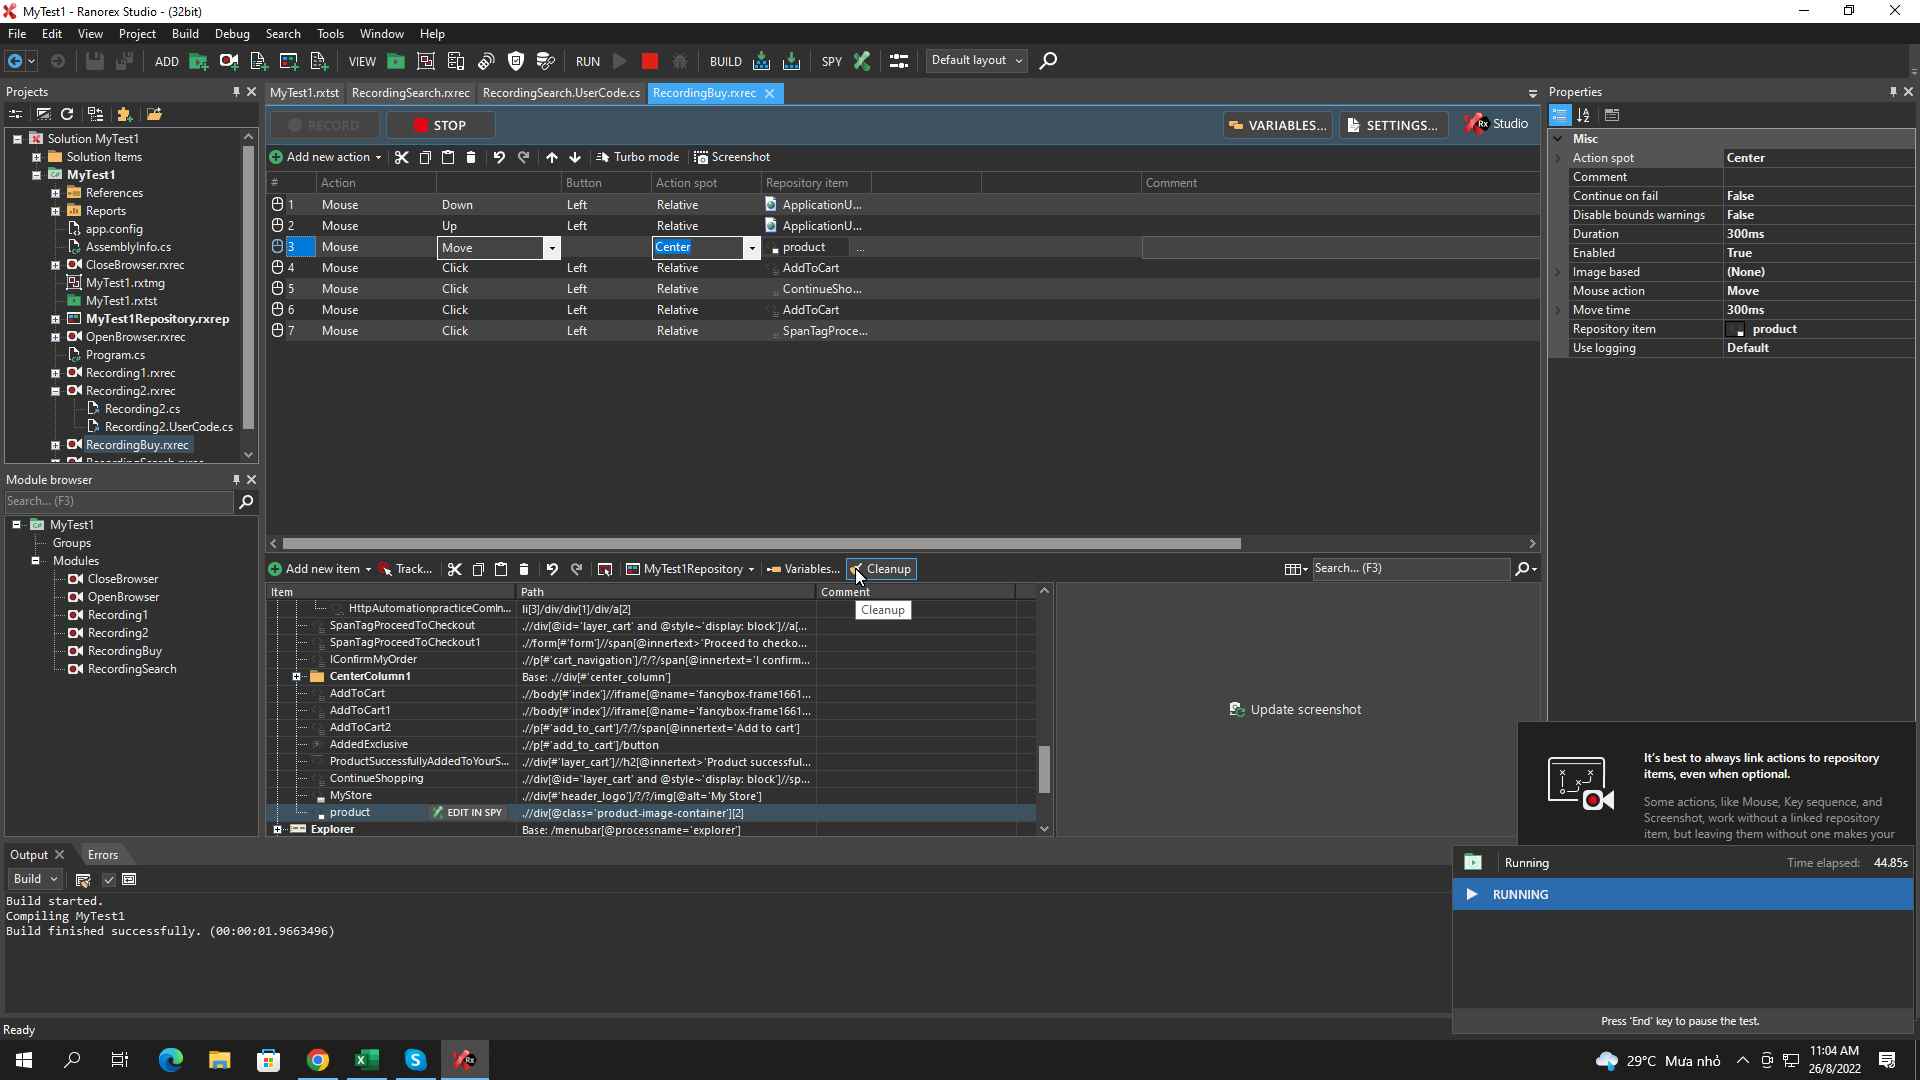 MyTest1 - Ranorex Studio - (32bit)
File Edit View Project Build Debug Search Tools Window Help
ADD VIEW RUN BUILD SPY Default layout
Projects
Solution MyTest1
Solution Items
MyTest1
References
Reports
app.config
AssemblyInfo.cs
CloseBrowser.rxrec
MyTest1.rxtmg
MyTest1.rxtst
MyTest1Repository.rxrep
OpenBrowser.rxrec
Program.cs
Recording1.rxrec
Recording2.rxrec
Recording2.cs
Recording2.UserCode.cs
RecordingBuy.rxrec
Module browser
Search... (F3)
MyTest1
Groups
Modules
CloseBrowser
OpenBrowser
Recording1
Recording2
RecordingBuy
RecordingSearch
MyTest1.rxtst RecordingSearch.rxrec RecordingSearch.UserCode.cs RecordingBuy.rxrec
RECORD STOP VARIABLES... SETTINGS... Rx Studio
Add new action Turbo mode Screenshot
# Action Button Action spot Repository item Comment
1 Mouse Down Left Relative ApplicationU...
2 Mouse Up Left Relative ApplicationU...
3 Mouse Move Center product ...
4 Mouse Click Left Relative AddToCart
5 Mouse Click Left Relative ContinueSho...
6 Mouse Click Left Relative AddToCart
7 Mouse Click Left Relative SpanTagProce...
Add new item Track... MyTest1Repository Variables... Cleanup Search... (F3)
Item Path Comment
Cleanup
HttpAutomationpracticeComIn... li[3]/div/div[1]/div/a[2]
SpanTagProceedToCheckout .//div[@id='layer_cart' and @style~'display: block']//a[...
SpanTagProceedToCheckout1 .//form[#'form']//span[@innertext>'Proceed to checko...
IConfirmMyOrder .//p[#'cart_navigation']/?/?/span[@innertext='I confirm...
CenterColumn1 Base: .//div[#'center_column']
AddToCart .//body[#'index']//iframe[@name='fancybox-frame1661...
AddToCart1 .//body[#'index']//iframe[@name='fancybox-frame1661...
AddToCart2 .//p[#'add_to_cart']/?/?/span[@innertext='Add to cart']
AddedExclusive .//p[#'add_to_cart']/button
ProductSuccessfullyAddedToYourS... .//div[#'layer_cart']//h2[@innertext>'Product successful...
ContinueShopping .//div[@id='layer_cart' and @style~'display: block']//sp...
MyStore .//div[#'header_logo']/?/?/img[@alt='My Store']
product EDIT IN SPY .//div[@class='product-image-container'][2]
Explorer Base: /menubar[@processname='explorer']
Update screenshot
Properties
Misc
Action spot Center
Comment
Continue on fail False
Disable bounds warnings False
Duration 300ms
Enabled True
Image based (None)
Mouse action Move
Move time 300ms
Repository item product
Use logging Default
It's best to always link actions to repository
items, even when optional.
Some actions, like Mouse, Key sequence, and
Screenshot, work without a linked repository
item, but leaving them without one makes your
Running Time elapsed: 44.85s
RUNNING
Press 'End' key to pause the test.
Output Errors
Build
Build started.
Compiling MyTest1
Build finished successfully. (00:00:01.9663496)
Ready
29°C Mưa nhỏ
11:04 AM
26/8/2022